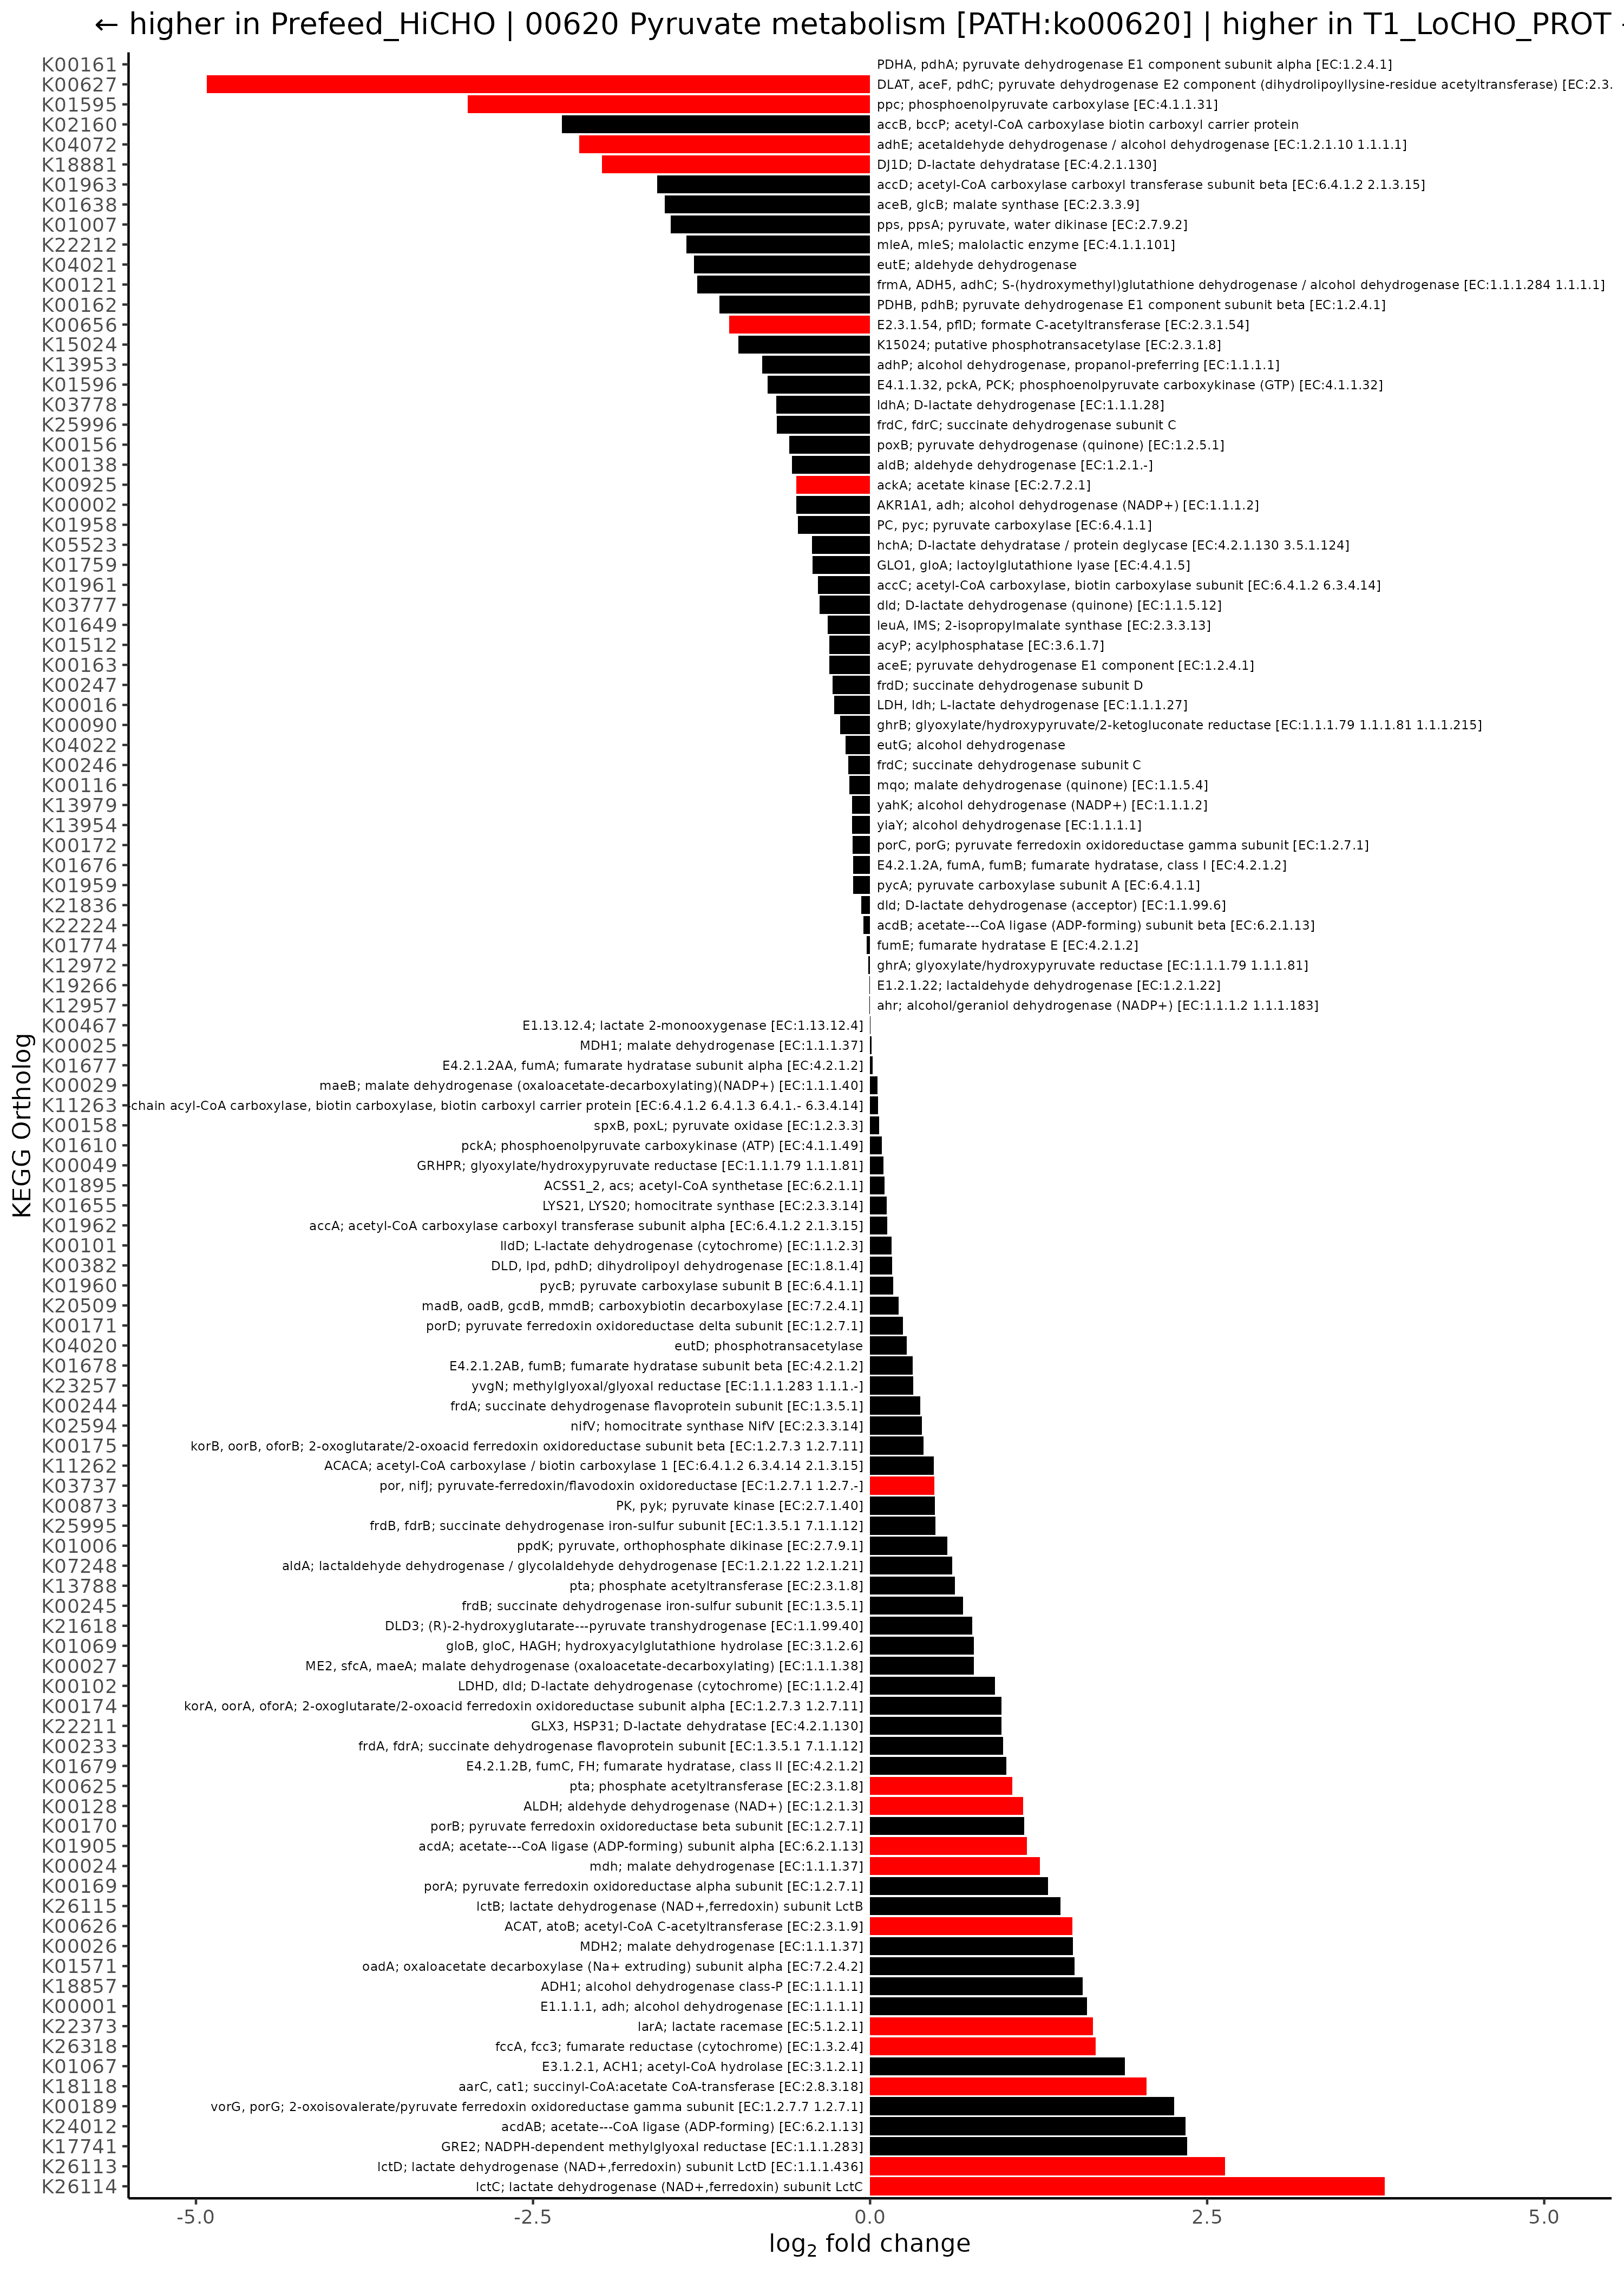 ← higher in Prefeed_HiCHO | 00620 Pyruvate metabolism [PATH:ko00620] | higher in T1_LoCHO_PROT
KEGG Ortholog
K00161 PDHA, pdhA; pyruvate dehydrogenase E1 component subunit alpha [EC:1.2.4.1]
K00627 DLAT, aceF, pdhC; pyruvate dehydrogenase E2 component (dihydrolipoyllysine-residue acetyltransferase) [EC:2.3.
K01595 ppc; phosphoenolpyruvate carboxylase [EC:4.1.1.31]
K02160 accB, bccP; acetyl-CoA carboxylase biotin carboxyl carrier protein
K04072 adhE; acetaldehyde dehydrogenase / alcohol dehydrogenase [EC:1.2.1.10 1.1.1.1]
K18881 DJ1D; D-lactate dehydratase [EC:4.2.1.130]
K01963 accD; acetyl-CoA carboxylase carboxyl transferase subunit beta [EC:6.4.1.2 2.1.3.15]
K01638 aceB, glcB; malate synthase [EC:2.3.3.9]
K01007 pps, ppsA; pyruvate, water dikinase [EC:2.7.9.2]
K22212 mleA, mleS; malolactic enzyme [EC:4.1.1.101]
K04021 eutE; aldehyde dehydrogenase
K00121 frmA, ADH5, adhC; S-(hydroxymethyl)glutathione dehydrogenase / alcohol dehydrogenase [EC:1.1.1.284 1.1.1.1]
K00162 PDHB, pdhB; pyruvate dehydrogenase E1 component subunit beta [EC:1.2.4.1]
K00656 E2.3.1.54, pflD; formate C-acetyltransferase [EC:2.3.1.54]
K15024 K15024; putative phosphotransacetylase [EC:2.3.1.8]
K13953 adhP; alcohol dehydrogenase, propanol-preferring [EC:1.1.1.1]
K01596 E4.1.1.32, pckA, PCK; phosphoenolpyruvate carboxykinase (GTP) [EC:4.1.1.32]
K03778 ldhA; D-lactate dehydrogenase [EC:1.1.1.28]
K25996 frdC, fdrC; succinate dehydrogenase subunit C
K00156 poxB; pyruvate dehydrogenase (quinone) [EC:1.2.5.1]
K00138 aldB; aldehyde dehydrogenase [EC:1.2.1.-]
K00925 ackA; acetate kinase [EC:2.7.2.1]
K00002 AKR1A1, adh; alcohol dehydrogenase (NADP+) [EC:1.1.1.2]
K01958 PC, pyc; pyruvate carboxylase [EC:6.4.1.1]
K05523 hchA; D-lactate dehydratase / protein deglycase [EC:4.2.1.130 3.5.1.124]
K01759 GLO1, gloA; lactoylglutathione lyase [EC:4.4.1.5]
K01961 accC; acetyl-CoA carboxylase, biotin carboxylase subunit [EC:6.4.1.2 6.3.4.14]
K03777 dld; D-lactate dehydrogenase (quinone) [EC:1.1.5.12]
K01649 leuA, IMS; 2-isopropylmalate synthase [EC:2.3.3.13]
K01512 acyP; acylphosphatase [EC:3.6.1.7]
K00163 aceE; pyruvate dehydrogenase E1 component [EC:1.2.4.1]
K00247 frdD; succinate dehydrogenase subunit D
K00016 LDH, ldh; L-lactate dehydrogenase [EC:1.1.1.27]
K00090 ghrB; glyoxylate/hydroxypyruvate/2-ketogluconate reductase [EC:1.1.1.79 1.1.1.81 1.1.1.215]
K04022 eutG; alcohol dehydrogenase
K00246 frdC; succinate dehydrogenase subunit C
K00116 mqo; malate dehydrogenase (quinone) [EC:1.1.5.4]
K13979 yahK; alcohol dehydrogenase (NADP+) [EC:1.1.1.2]
K13954 yiaY; alcohol dehydrogenase [EC:1.1.1.1]
K00172 porC, porG; pyruvate ferredoxin oxidoreductase gamma subunit [EC:1.2.7.1]
K01676 E4.2.1.2A, fumA, fumB; fumarate hydratase, class I [EC:4.2.1.2]
K01959 pycA; pyruvate carboxylase subunit A [EC:6.4.1.1]
K21836 dld; D-lactate dehydrogenase (acceptor) [EC:1.1.99.6]
K22224 acdB; acetate---CoA ligase (ADP-forming) subunit beta [EC:6.2.1.13]
K01774 fumE; fumarate hydratase E [EC:4.2.1.2]
K12972 ghrA; glyoxylate/hydroxypyruvate reductase [EC:1.1.1.79 1.1.1.81]
K19266 E1.2.1.22; lactaldehyde dehydrogenase [EC:1.2.1.22]
K12957 ahr; alcohol/geraniol dehydrogenase (NADP+) [EC:1.1.1.2 1.1.1.183]
K00467 E1.13.12.4; lactate 2-monooxygenase [EC:1.13.12.4]
K00025 MDH1; malate dehydrogenase [EC:1.1.1.37]
K01677 E4.2.1.2AA, fumA; fumarate hydratase subunit alpha [EC:4.2.1.2]
K00029 maeB; malate dehydrogenase (oxaloacetate-decarboxylating)(NADP+) [EC:1.1.1.40]
K11263 -chain acyl-CoA carboxylase, biotin carboxylase, biotin carboxyl carrier protein [EC:6.4.1.2 6.4.1.3 6.4.1.- 6.3.4.14]
K00158 spxB, poxL; pyruvate oxidase [EC:1.2.3.3]
K01610 pckA; phosphoenolpyruvate carboxykinase (ATP) [EC:4.1.1.49]
K00049 GRHPR; glyoxylate/hydroxypyruvate reductase [EC:1.1.1.79 1.1.1.81]
K01895 ACSS1_2, acs; acetyl-CoA synthetase [EC:6.2.1.1]
K01655 LYS21, LYS20; homocitrate synthase [EC:2.3.3.14]
K01962 accA; acetyl-CoA carboxylase carboxyl transferase subunit alpha [EC:6.4.1.2 2.1.3.15]
K00101 lldD; L-lactate dehydrogenase (cytochrome) [EC:1.1.2.3]
K00382 DLD, lpd, pdhD; dihydrolipoyl dehydrogenase [EC:1.8.1.4]
K01960 pycB; pyruvate carboxylase subunit B [EC:6.4.1.1]
K20509 madB, oadB, gcdB, mmdB; carboxybiotin decarboxylase [EC:7.2.4.1]
K00171 porD; pyruvate ferredoxin oxidoreductase delta subunit [EC:1.2.7.1]
K04020 eutD; phosphotransacetylase
K01678 E4.2.1.2AB, fumB; fumarate hydratase subunit beta [EC:4.2.1.2]
K23257 yvgN; methylglyoxal/glyoxal reductase [EC:1.1.1.283 1.1.1.-]
K00244 frdA; succinate dehydrogenase flavoprotein subunit [EC:1.3.5.1]
K02594 nifV; homocitrate synthase NifV [EC:2.3.3.14]
K00175 korB, oorB, oforB; 2-oxoglutarate/2-oxoacid ferredoxin oxidoreductase subunit beta [EC:1.2.7.3 1.2.7.11]
K11262 ACACA; acetyl-CoA carboxylase / biotin carboxylase 1 [EC:6.4.1.2 6.3.4.14 2.1.3.15]
K03737 por, nifJ; pyruvate-ferredoxin/flavodoxin oxidoreductase [EC:1.2.7.1 1.2.7.-]
K00873 PK, pyk; pyruvate kinase [EC:2.7.1.40]
K25995 frdB, fdrB; succinate dehydrogenase iron-sulfur subunit [EC:1.3.5.1 7.1.1.12]
K01006 ppdK; pyruvate, orthophosphate dikinase [EC:2.7.9.1]
K07248 aldA; lactaldehyde dehydrogenase / glycolaldehyde dehydrogenase [EC:1.2.1.22 1.2.1.21]
K13788 pta; phosphate acetyltransferase [EC:2.3.1.8]
K00245 frdB; succinate dehydrogenase iron-sulfur subunit [EC:1.3.5.1]
K21618 DLD3; (R)-2-hydroxyglutarate---pyruvate transhydrogenase [EC:1.1.99.40]
K01069 gloB, gloC, HAGH; hydroxyacylglutathione hydrolase [EC:3.1.2.6]
K00027 ME2, sfcA, maeA; malate dehydrogenase (oxaloacetate-decarboxylating) [EC:1.1.1.38]
K00102 LDHD, dld; D-lactate dehydrogenase (cytochrome) [EC:1.1.2.4]
K00174 korA, oorA, oforA; 2-oxoglutarate/2-oxoacid ferredoxin oxidoreductase subunit alpha [EC:1.2.7.3 1.2.7.11]
K22211 GLX3, HSP31; D-lactate dehydratase [EC:4.2.1.130]
K00233 frdA, fdrA; succinate dehydrogenase flavoprotein subunit [EC:1.3.5.1 7.1.1.12]
K01679 E4.2.1.2B, fumC, FH; fumarate hydratase, class II [EC:4.2.1.2]
K00625 pta; phosphate acetyltransferase [EC:2.3.1.8]
K00128 ALDH; aldehyde dehydrogenase (NAD+) [EC:1.2.1.3]
K00170 porB; pyruvate ferredoxin oxidoreductase beta subunit [EC:1.2.7.1]
K01905 acdA; acetate---CoA ligase (ADP-forming) subunit alpha [EC:6.2.1.13]
K00024 mdh; malate dehydrogenase [EC:1.1.1.37]
K00169 porA; pyruvate ferredoxin oxidoreductase alpha subunit [EC:1.2.7.1]
K26115 lctB; lactate dehydrogenase (NAD+,ferredoxin) subunit LctB
K00626 ACAT, atoB; acetyl-CoA C-acetyltransferase [EC:2.3.1.9]
K00026 MDH2; malate dehydrogenase [EC:1.1.1.37]
K01571 oadA; oxaloacetate decarboxylase (Na+ extruding) subunit alpha [EC:7.2.4.2]
K18857 ADH1; alcohol dehydrogenase class-P [EC:1.1.1.1]
K00001 E1.1.1.1, adh; alcohol dehydrogenase [EC:1.1.1.1]
K22373 larA; lactate racemase [EC:5.1.2.1]
K26318 fccA, fcc3; fumarate reductase (cytochrome) [EC:1.3.2.4]
K01067 E3.1.2.1, ACH1; acetyl-CoA hydrolase [EC:3.1.2.1]
K18118 aarC, cat1; succinyl-CoA:acetate CoA-transferase [EC:2.8.3.18]
K00189 vorG, porG; 2-oxoisovalerate/pyruvate ferredoxin oxidoreductase gamma subunit [EC:1.2.7.7 1.2.7.1]
K24012 acdAB; acetate---CoA ligase (ADP-forming) [EC:6.2.1.13]
K17741 GRE2; NADPH-dependent methylglyoxal reductase [EC:1.1.1.283]
K26113 lctD; lactate dehydrogenase (NAD+,ferredoxin) subunit LctD [EC:1.1.1.436]
K26114 lctC; lactate dehydrogenase (NAD+,ferredoxin) subunit LctC
-5.0 -2.5 0.0 2.5 5.0
log2 fold change